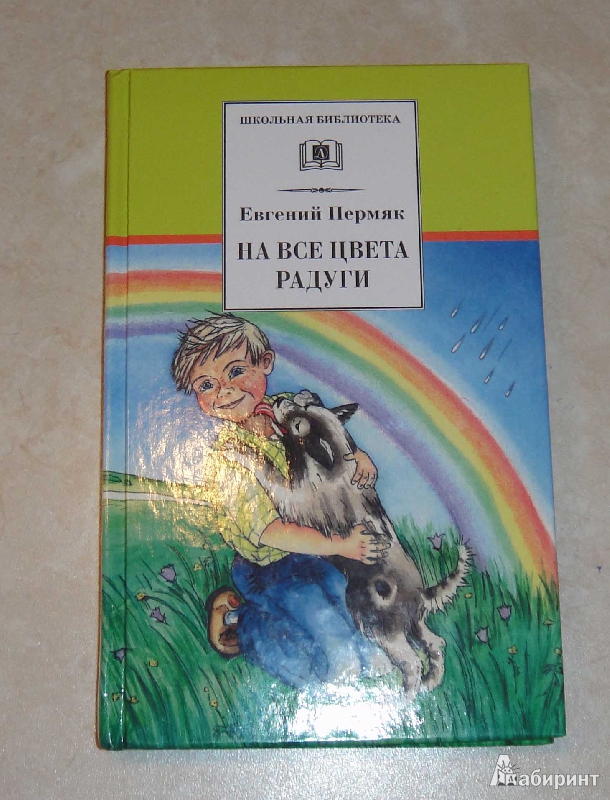 ШКОЛЬНАЯ БИБЛИОТЕКА
Евгений Пермяк
НА ВСЕ ЦВЕТА
РАДУГИ
Лабиринт